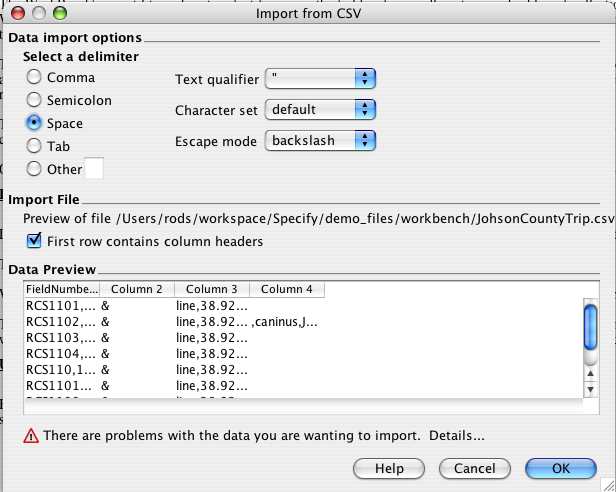 Import from CSV
Data import options
Select a delimiter
Comma
Semicolon
Space
Tab
Other
Text qualifier "
Character set default
Escape mode backslash
Import File
Preview of file /Users/rods/workspace/Specify/demo_files/workbench/JohsonCountyTrip.csv
First row contains column headers
Data Preview
FieldNumbe... Column 2 Column 3 Column 4
RCS1101,... & line,38.92...
RCS1102,... & line,38.92... ,caninus,J...
RCS1103,... & line,38.92...
RCS1104,... & line,38.92...
RCS110,1... & line,38.92...
RCS1101... & line,38.92...
There are problems with the data you are wanting to import. Details...
Help Cancel OK